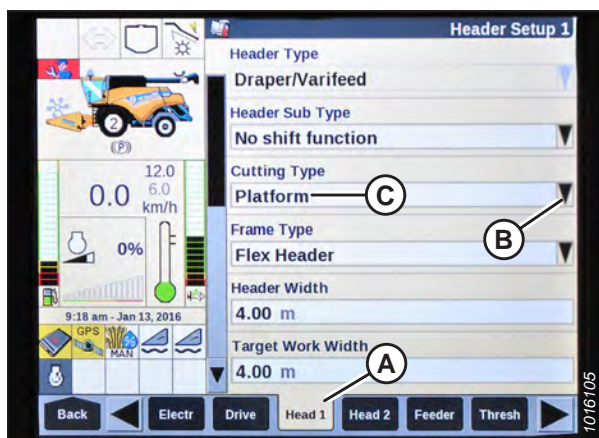 Header Setup 1
Header Type
Draper/Varifeed
Header Sub Type
No shift function
Cutting Type
Platform
C
B
Frame Type
Flex Header
Header Width
4.00 m
Target Work Width
4.00 m
A
2
(P)
12.0
0.0
6.0
km/h
0%
9:18 am - Jan 13, 2016
GPS
%
MAN
Back
Electr
Drive
Head 1
Head 2
Feeder
Thresh
1016105